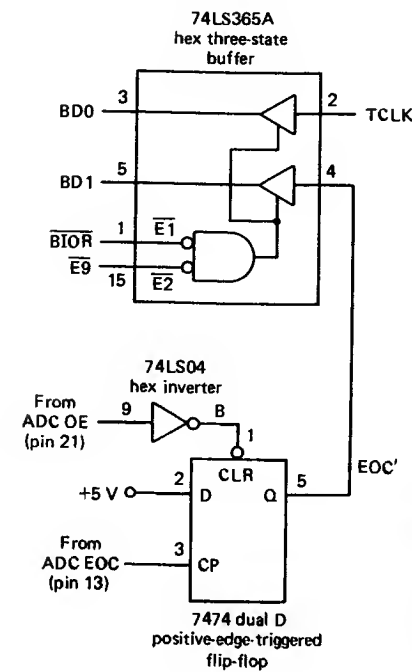 74LS365A
hex three-state
buffer
3
2
BD0
TCLK
5
4
BD1
1
BIOR
E1
E9
15
E2
74LS04
hex inverter
From
ADC OE
(pin 21)
9
B
1
CLR
+5 V
2
D
Q
5
EOC'
From
ADC EOC
(pin 13)
3
CP
7474 dual D
positive-edge-triggered
flip-flop